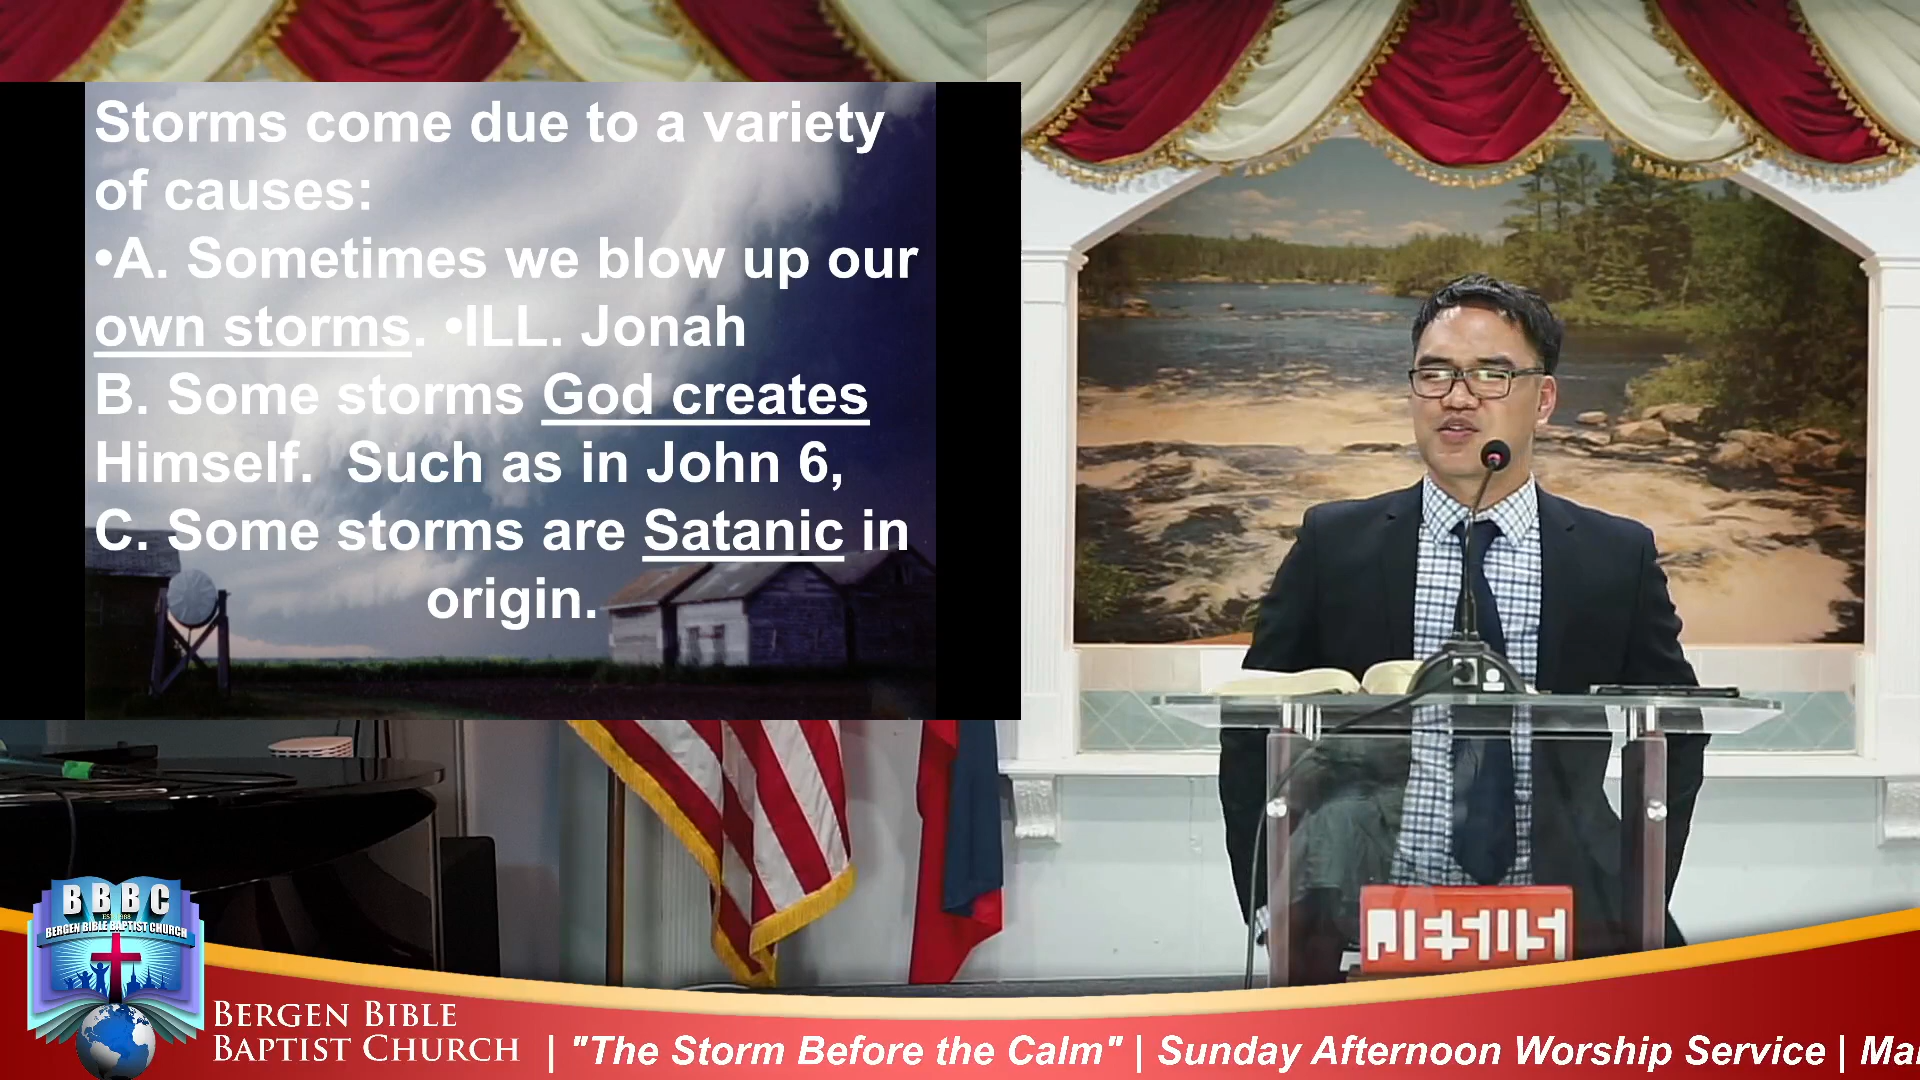 Storms come due to a variety
of causes:
•A. Sometimes we blow up our
own storms. •ILL. Jonah
B. Some storms God creates
Himself. Such as in John 6,
C. Some storms are Satanic in
origin.
BBBC
BERGEN BIBLE BAPTIST CHURCH
BERGEN BIBLE
BAPTIST CHURCH
| "The Storm Before the Calm" | Sunday Afternoon Worship Service |